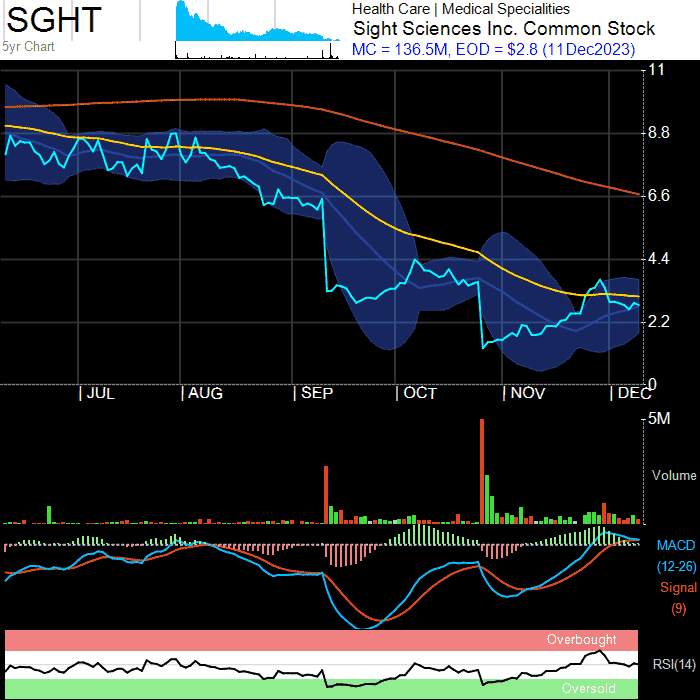 SGHT
5yr Chart
Health Care | Medical Specialities
Sight Sciences Inc. Common Stock
MC = 136.5M, EOD = $2.8 (11Dec2023)
11
8.8
6.6
4.4
2.2
0
| JUL | AUG | SEP | OCT | NOV | DEC
5M
Volume
MACD
(12-26)
Signal
(9)
Overbought
RSI(14)
Oversold